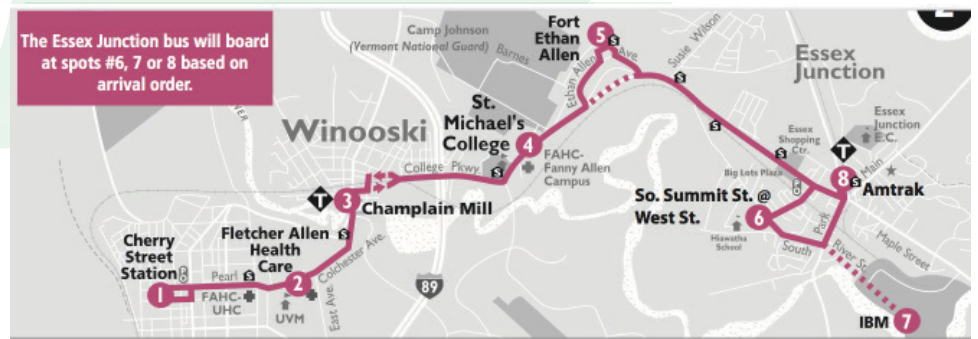 The Essex Junction bus will board
at spots #6, 7 or 8 based on
arrival order.
Camp Johnson
(Vermont National Guard)
Barnes
Fort
Ethan
Allen
5
S
Ave
Ethan Allen
Susie Wilson
S
S
Essex
Junction
Winooski
St.
Michael's
College
4
College Pkwy.
S
FAHC-
Fanny Allen
Campus
Essex
Shopping
Ctr.
S
T
Essex
Junction
E.C.
Big Lots Plaza
8
S
Main
Amtrak
T
3
Champlain Mill
S
So. Summit St. @
West St.
6
Hiawatha
School
South
Park
River St.
Maple Street
Cherry
Street
Station
1
Pearl
S
FAHC-
UHC
Fletcher Allen
Health
Care
2
UVM
East Ave.
Colchester Ave.
89
IBM
7